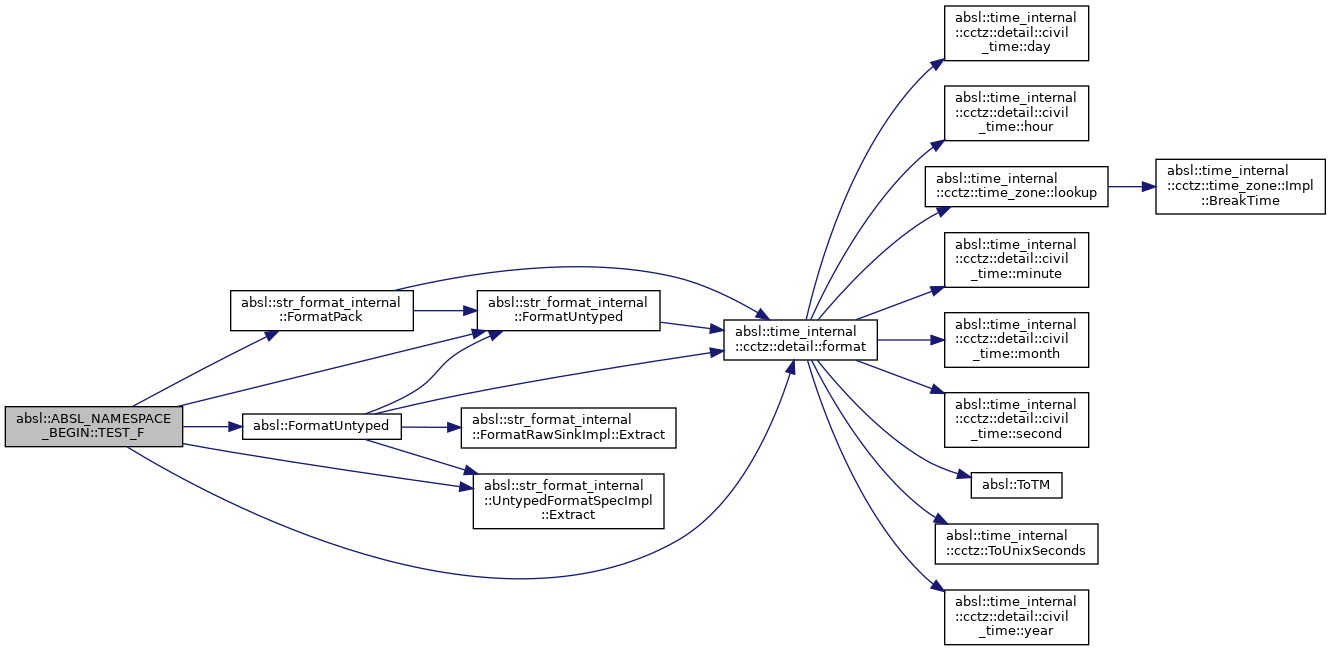 absl::ABSL_NAMESPACE
_BEGIN::TEST_F
absl::str_format_internal
::FormatPack
absl::FormatUntyped
absl::str_format_internal
::FormatUntyped
absl::str_format_internal
::FormatRawSinkImpl::Extract
absl::str_format_internal
::UntypedFormatSpecImpl
::Extract
absl::time_internal
::cctz::detail::format
absl::time_internal
::cctz::detail::civil
_time::day
absl::time_internal
::cctz::detail::civil
_time::hour
absl::time_internal
::cctz::time_zone::lookup
absl::time_internal
::cctz::time_zone::Impl
::BreakTime
absl::time_internal
::cctz::detail::civil
_time::minute
absl::time_internal
::cctz::detail::civil
_time::month
absl::time_internal
::cctz::detail::civil
_time::second
absl::ToTM
absl::time_internal
::cctz::ToUnixSeconds
absl::time_internal
::cctz::detail::civil
_time::year